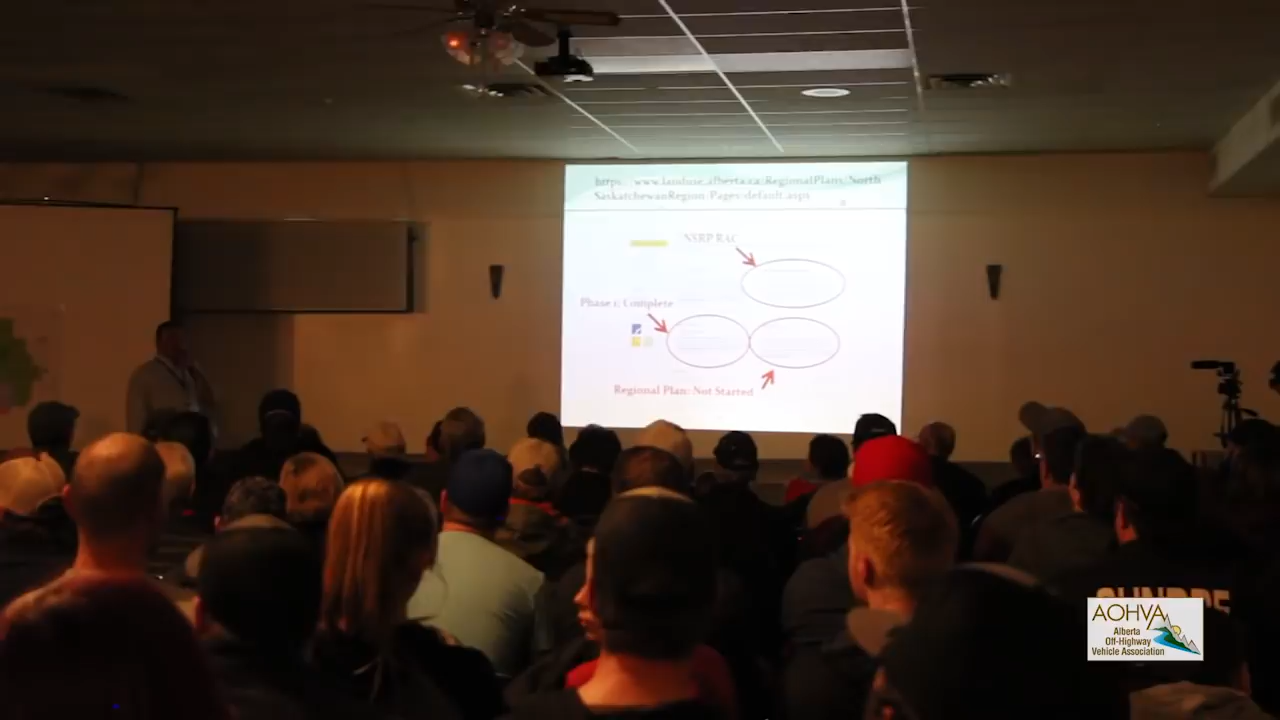 https://www.landuse.alberta.ca/RegionalPlans/North
SaskatchewanRegion/Pages/default.aspx
NSRP RAC
Phase 1: Complete
Regional Plan: Not Started
SUNDRE
AOHVA
Alberta
Off-Highway
Vehicle Association